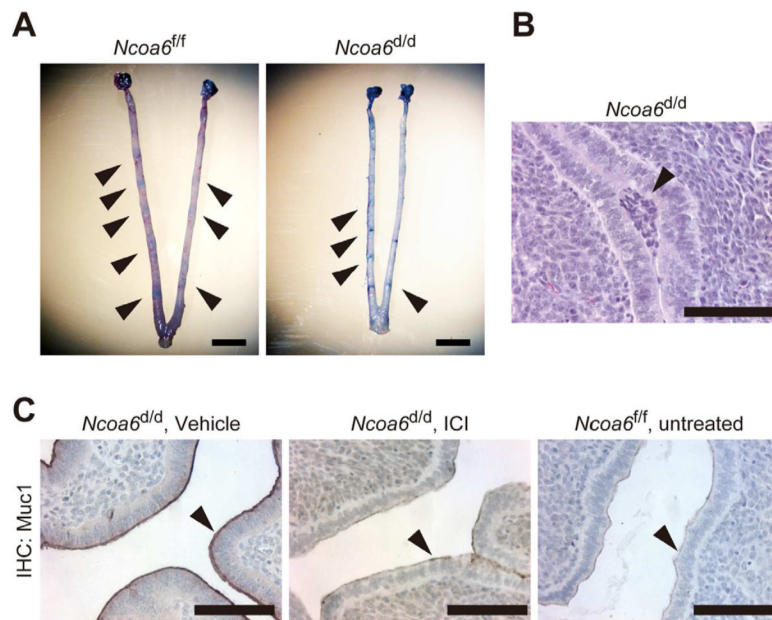 A
Ncoa6f/f
Ncoa6d/d
B
Ncoa6d/d
C
Ncoa6d/d, Vehicle
Ncoa6d/d, ICI
Ncoa6f/f, untreated
IHC: Muc1